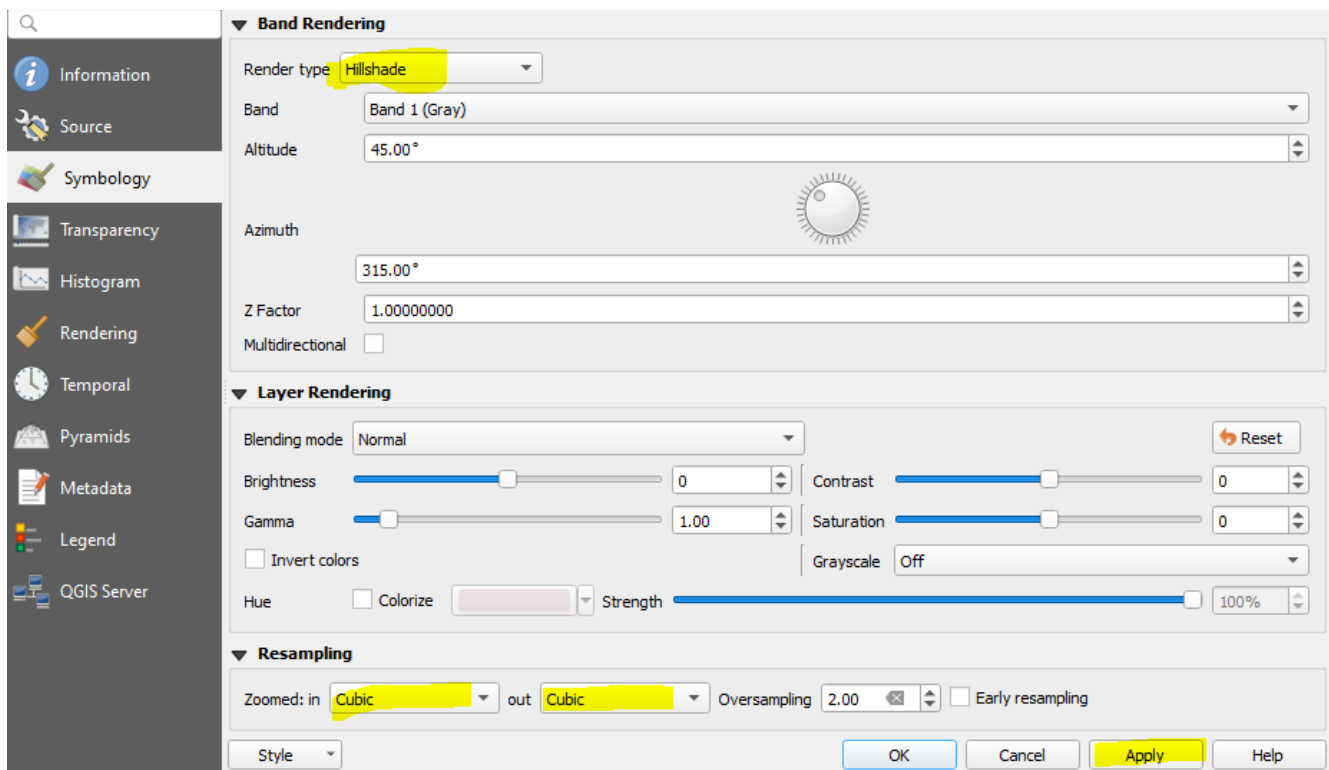 Information
Source
Symbology
Transparency
Histogram
Rendering
Temporal
Pyramids
Metadata
Legend
QGIS Server
Band Rendering
Render type Hillshade
Band Band 1 (Gray)
Altitude 45.00°
Azimuth
315.00°
Z Factor 1.00000000
Multidirectional
Layer Rendering
Blending mode Normal Reset
Brightness 0 Contrast 0
Gamma 1.00 Saturation 0
Invert colors Grayscale Off
Hue Colorize Strength 100%
Resampling
Zoomed: in Cubic out Cubic Oversampling 2.00 Early resampling
Style OK Cancel Apply Help